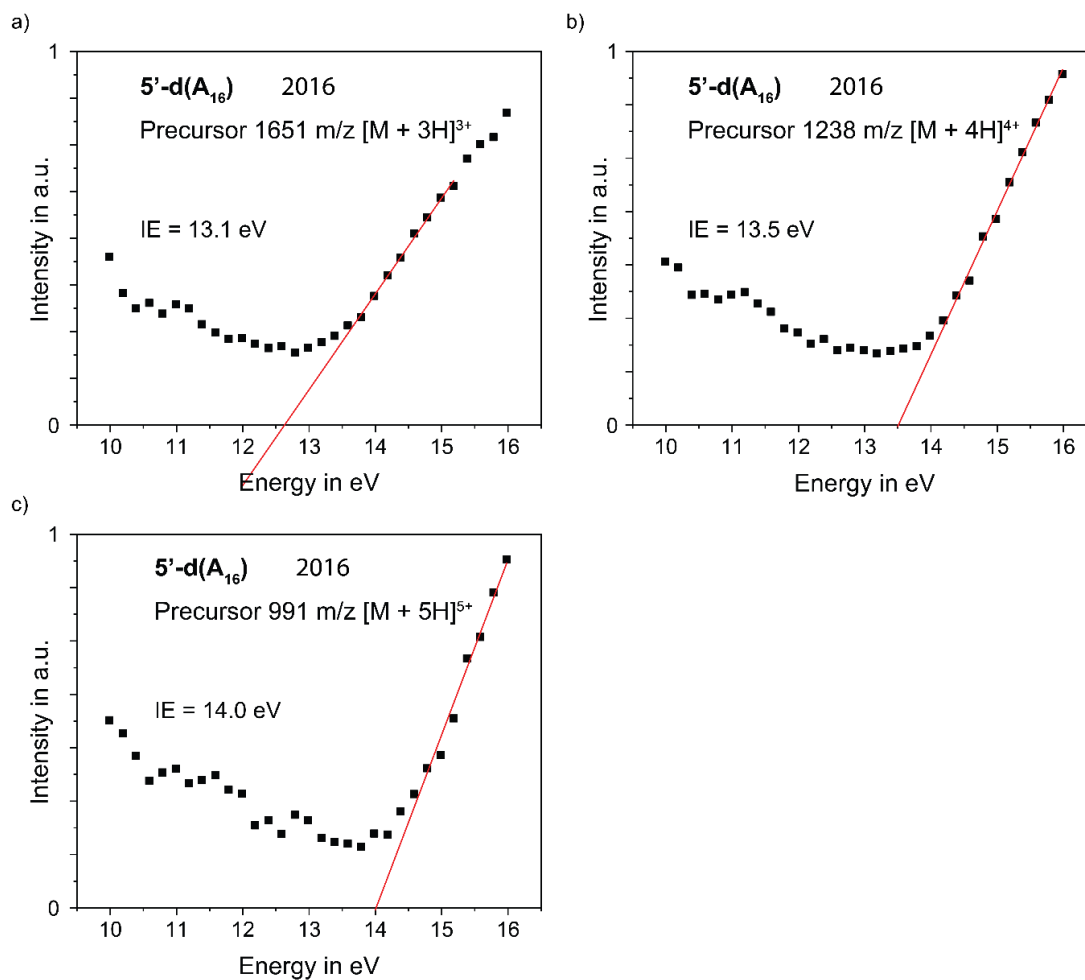 a)
1
5’-d(A₁₆) 2016
Precursor 1651 m/z [M + 3H]³⁺
IE = 13.1 eV
Intensity in a.u.
0
10 11 12 13 14 15 16
Energy in eV
b)
1
5’-d(A₁₆) 2016
Precursor 1238 m/z [M + 4H]⁴⁺
IE = 13.5 eV
Intensity in a.u.
0
10 11 12 13 14 15 16
Energy in eV
c)
1
5’-d(A₁₆) 2016
Precursor 991 m/z [M + 5H]⁵⁺
IE = 14.0 eV
Intensity in a.u.
0
10 11 12 13 14 15 16
Energy in eV